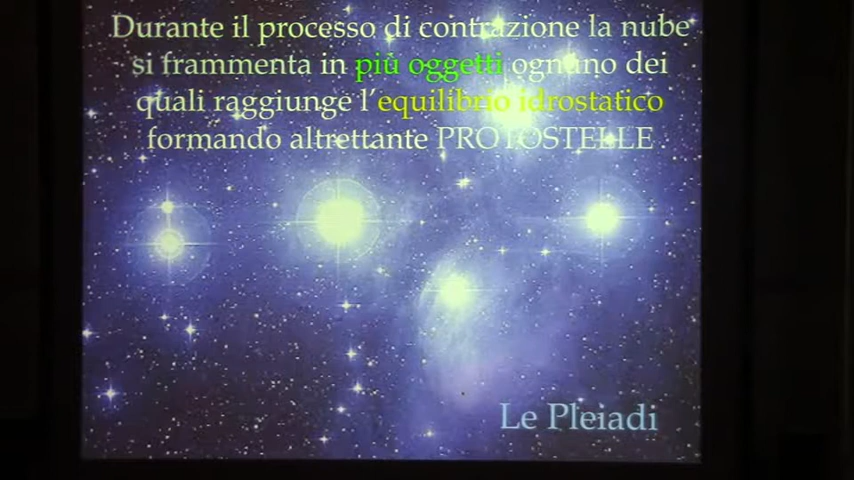 Durante il processo di contrazione la nube
si frammenta in più oggetti ognuno dei
quali raggiunge l'equilibrio idrostatico
formando altrettante PROTOSTELLE .
Le Pleiadi